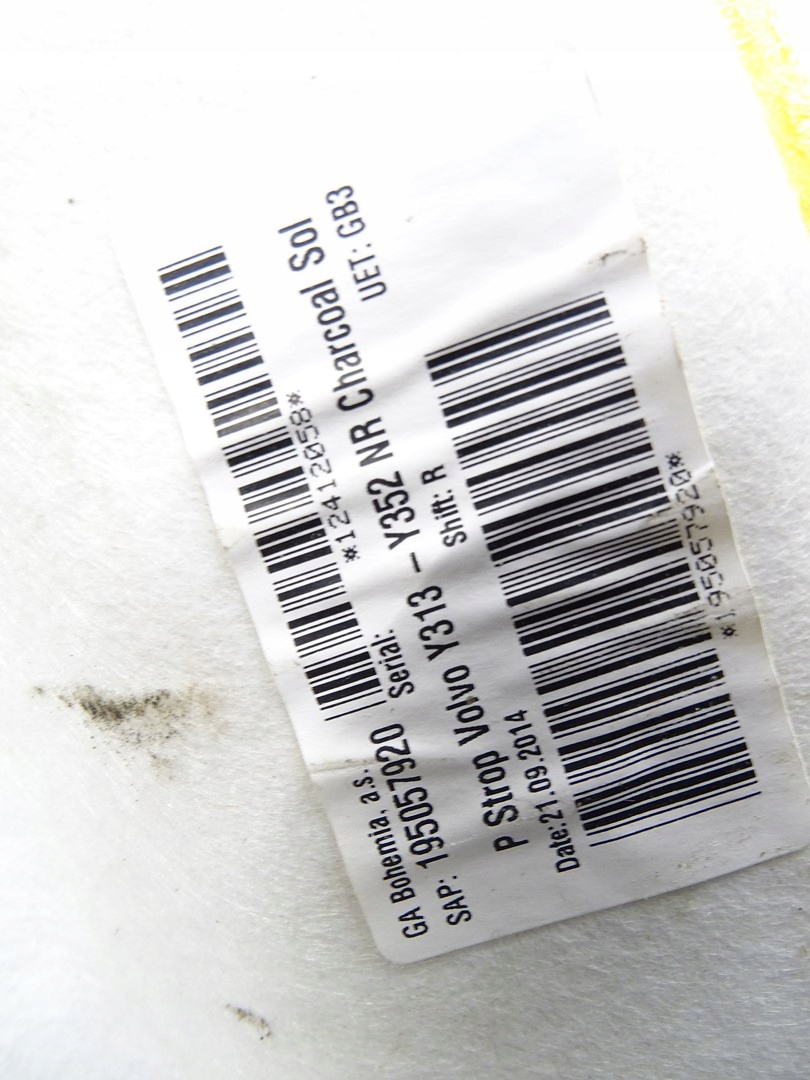 GA Bohemia, a.s. Serial: *12412058*
SAP: 195057920
P Strop Volvo Y313 – Y352 NR Charcoal Sol
Date:21.09.2014 Shift: R UET: GB3
*195057920*